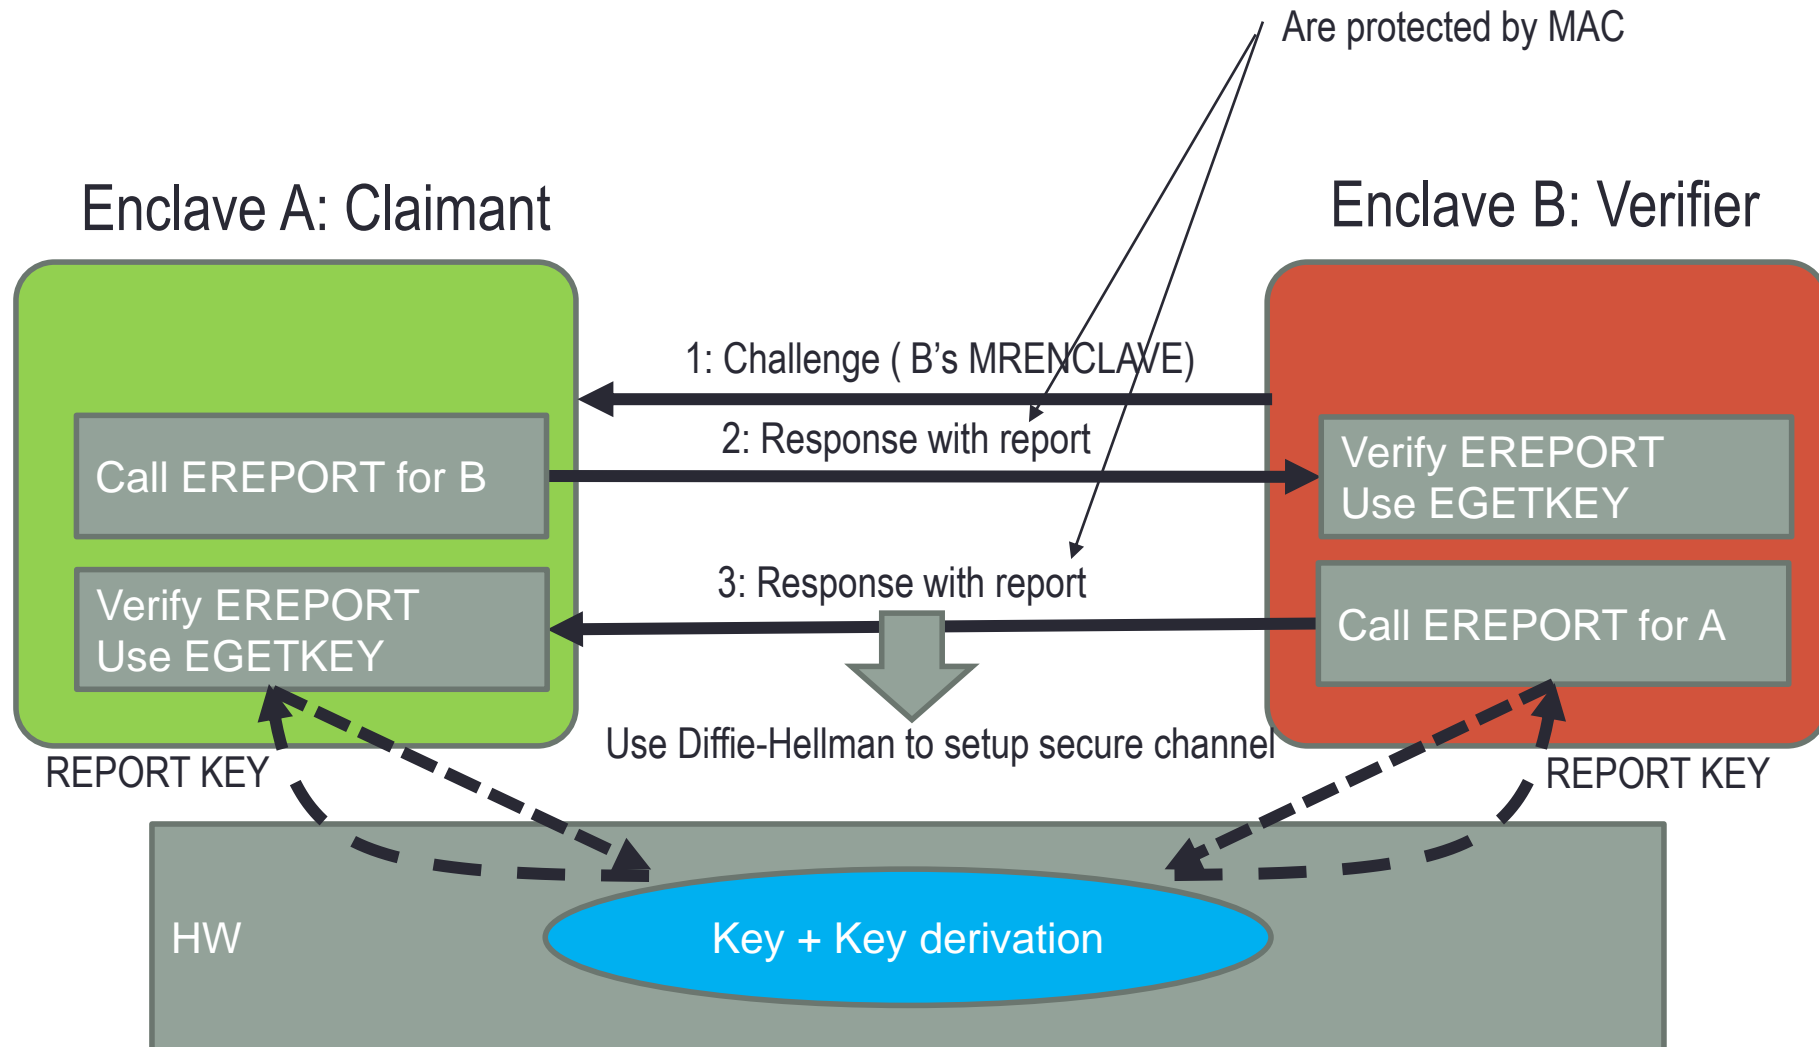 Are protected by MAC
Enclave A: Claimant
Enclave B: Verifier
1: Challenge ( B’s MRENCLAVE)
2: Response with report
Call EREPORT for B
Verify EREPORT
Use EGETKEY
3: Response with report
Verify EREPORT
Use EGETKEY
Call EREPORT for A
Use Diffie-Hellman to setup secure channel
REPORT KEY
REPORT KEY
HW
Key + Key derivation